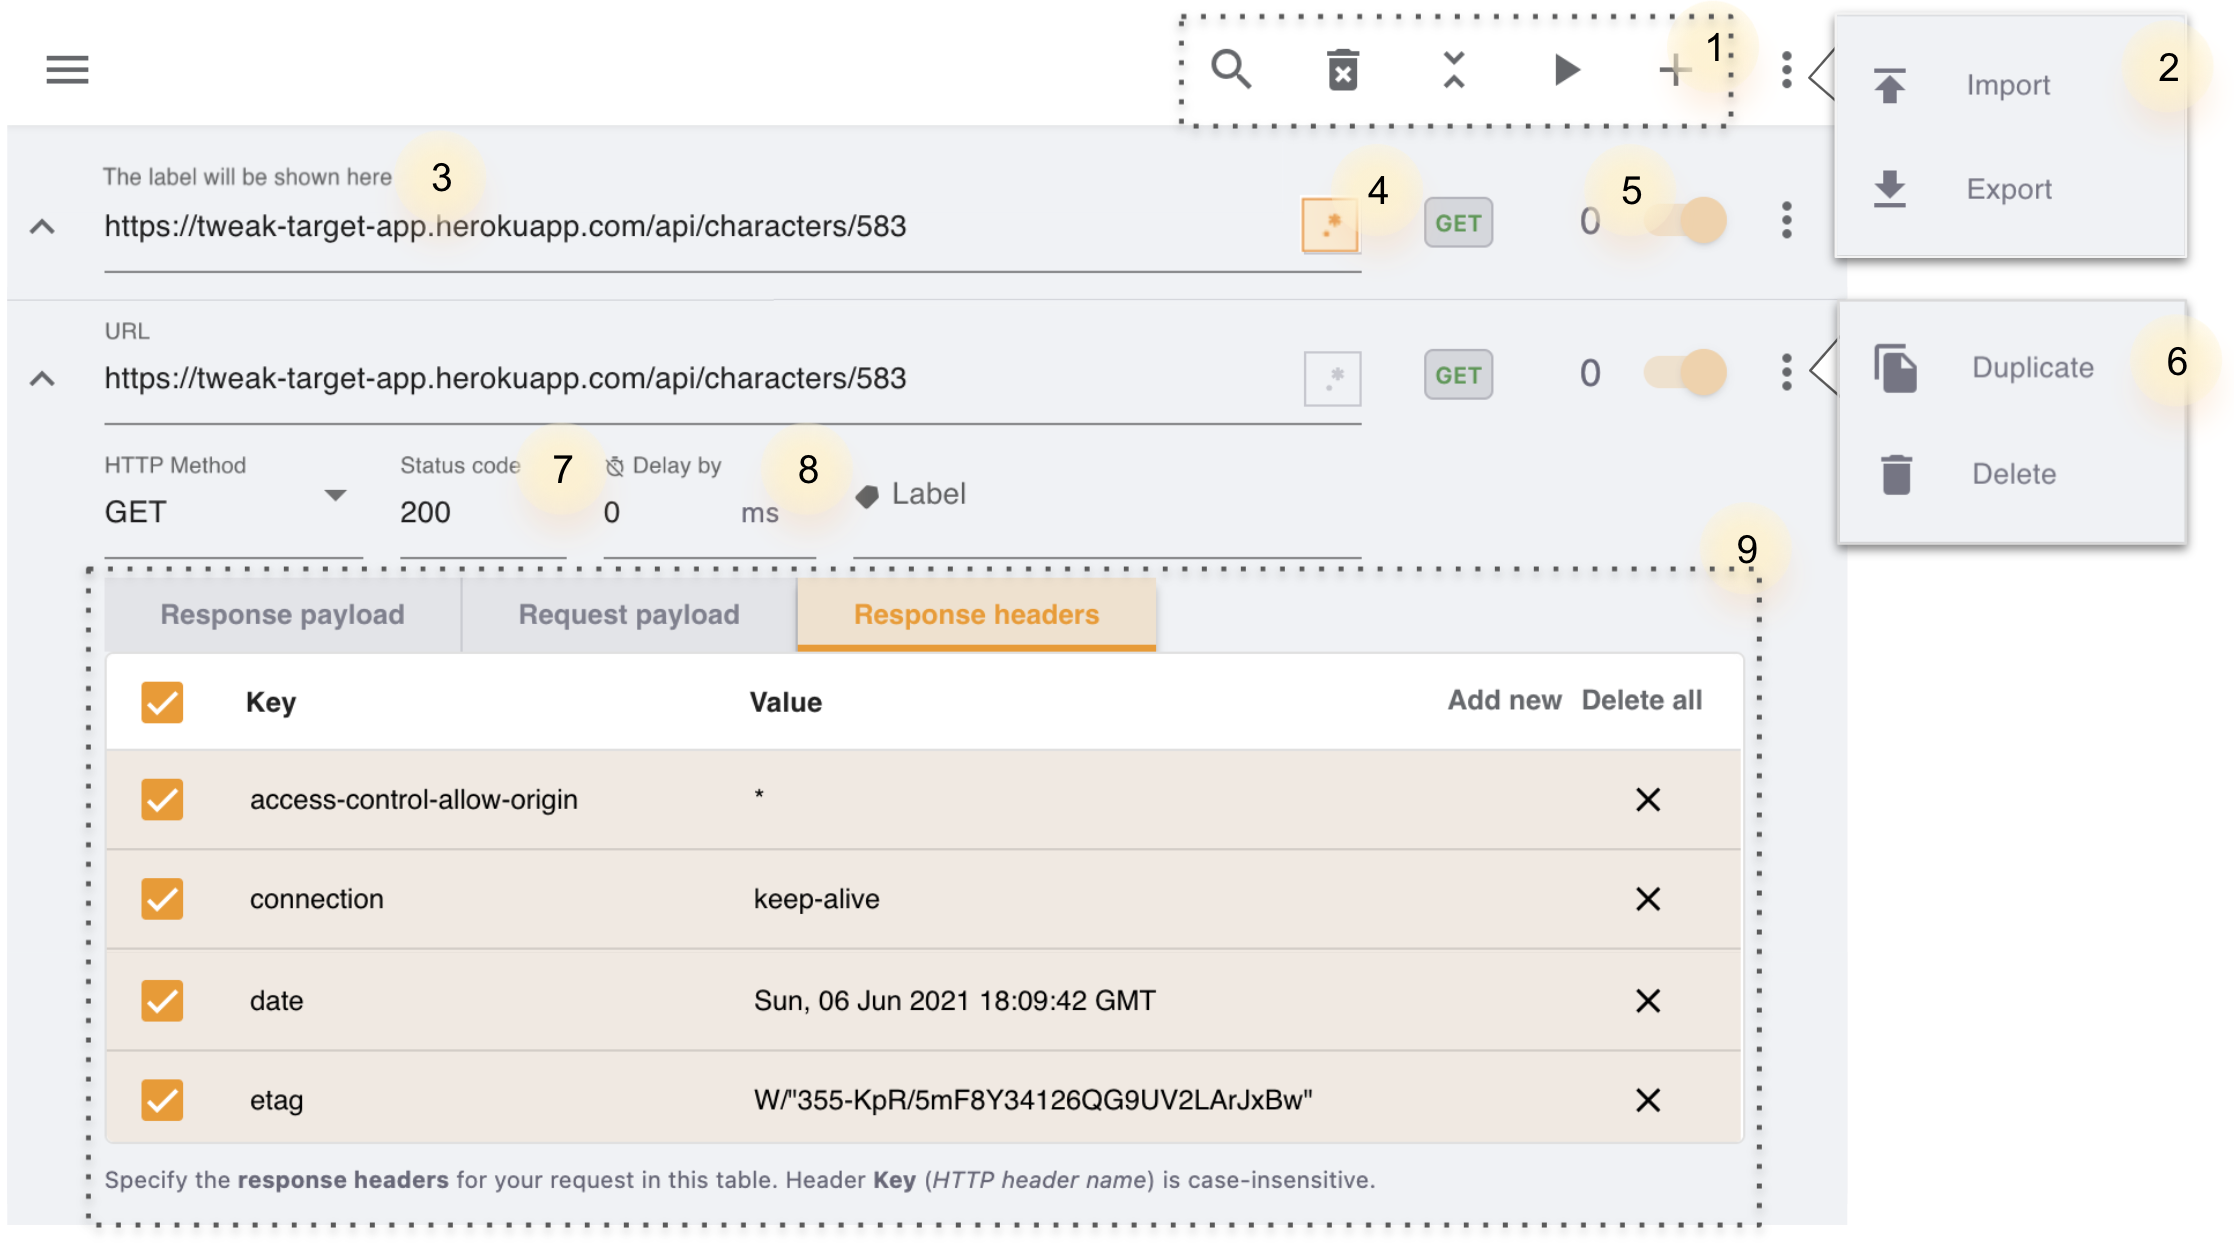 1
2
Import
Export
The label will be shown here
3
https://tweak-target-app.herokuapp.com/api/characters/583
.*
4
GET
0
5
URL
https://tweak-target-app.herokuapp.com/api/characters/583
.*
GET
0
Duplicate
6
Delete
HTTP Method
GET
Status code
200
7
Delay by
0
ms
8
Label
9
Response payload
Request payload
Response headers
Key
Value
Add new
Delete all
access-control-allow-origin
*
connection
keep-alive
date
Sun, 06 Jun 2021 18:09:42 GMT
etag
W/"355-KpR/5mF8Y34126QG9UV2LArJxBw"
Specify the response headers for your request in this table. Header Key (HTTP header name) is case-insensitive.